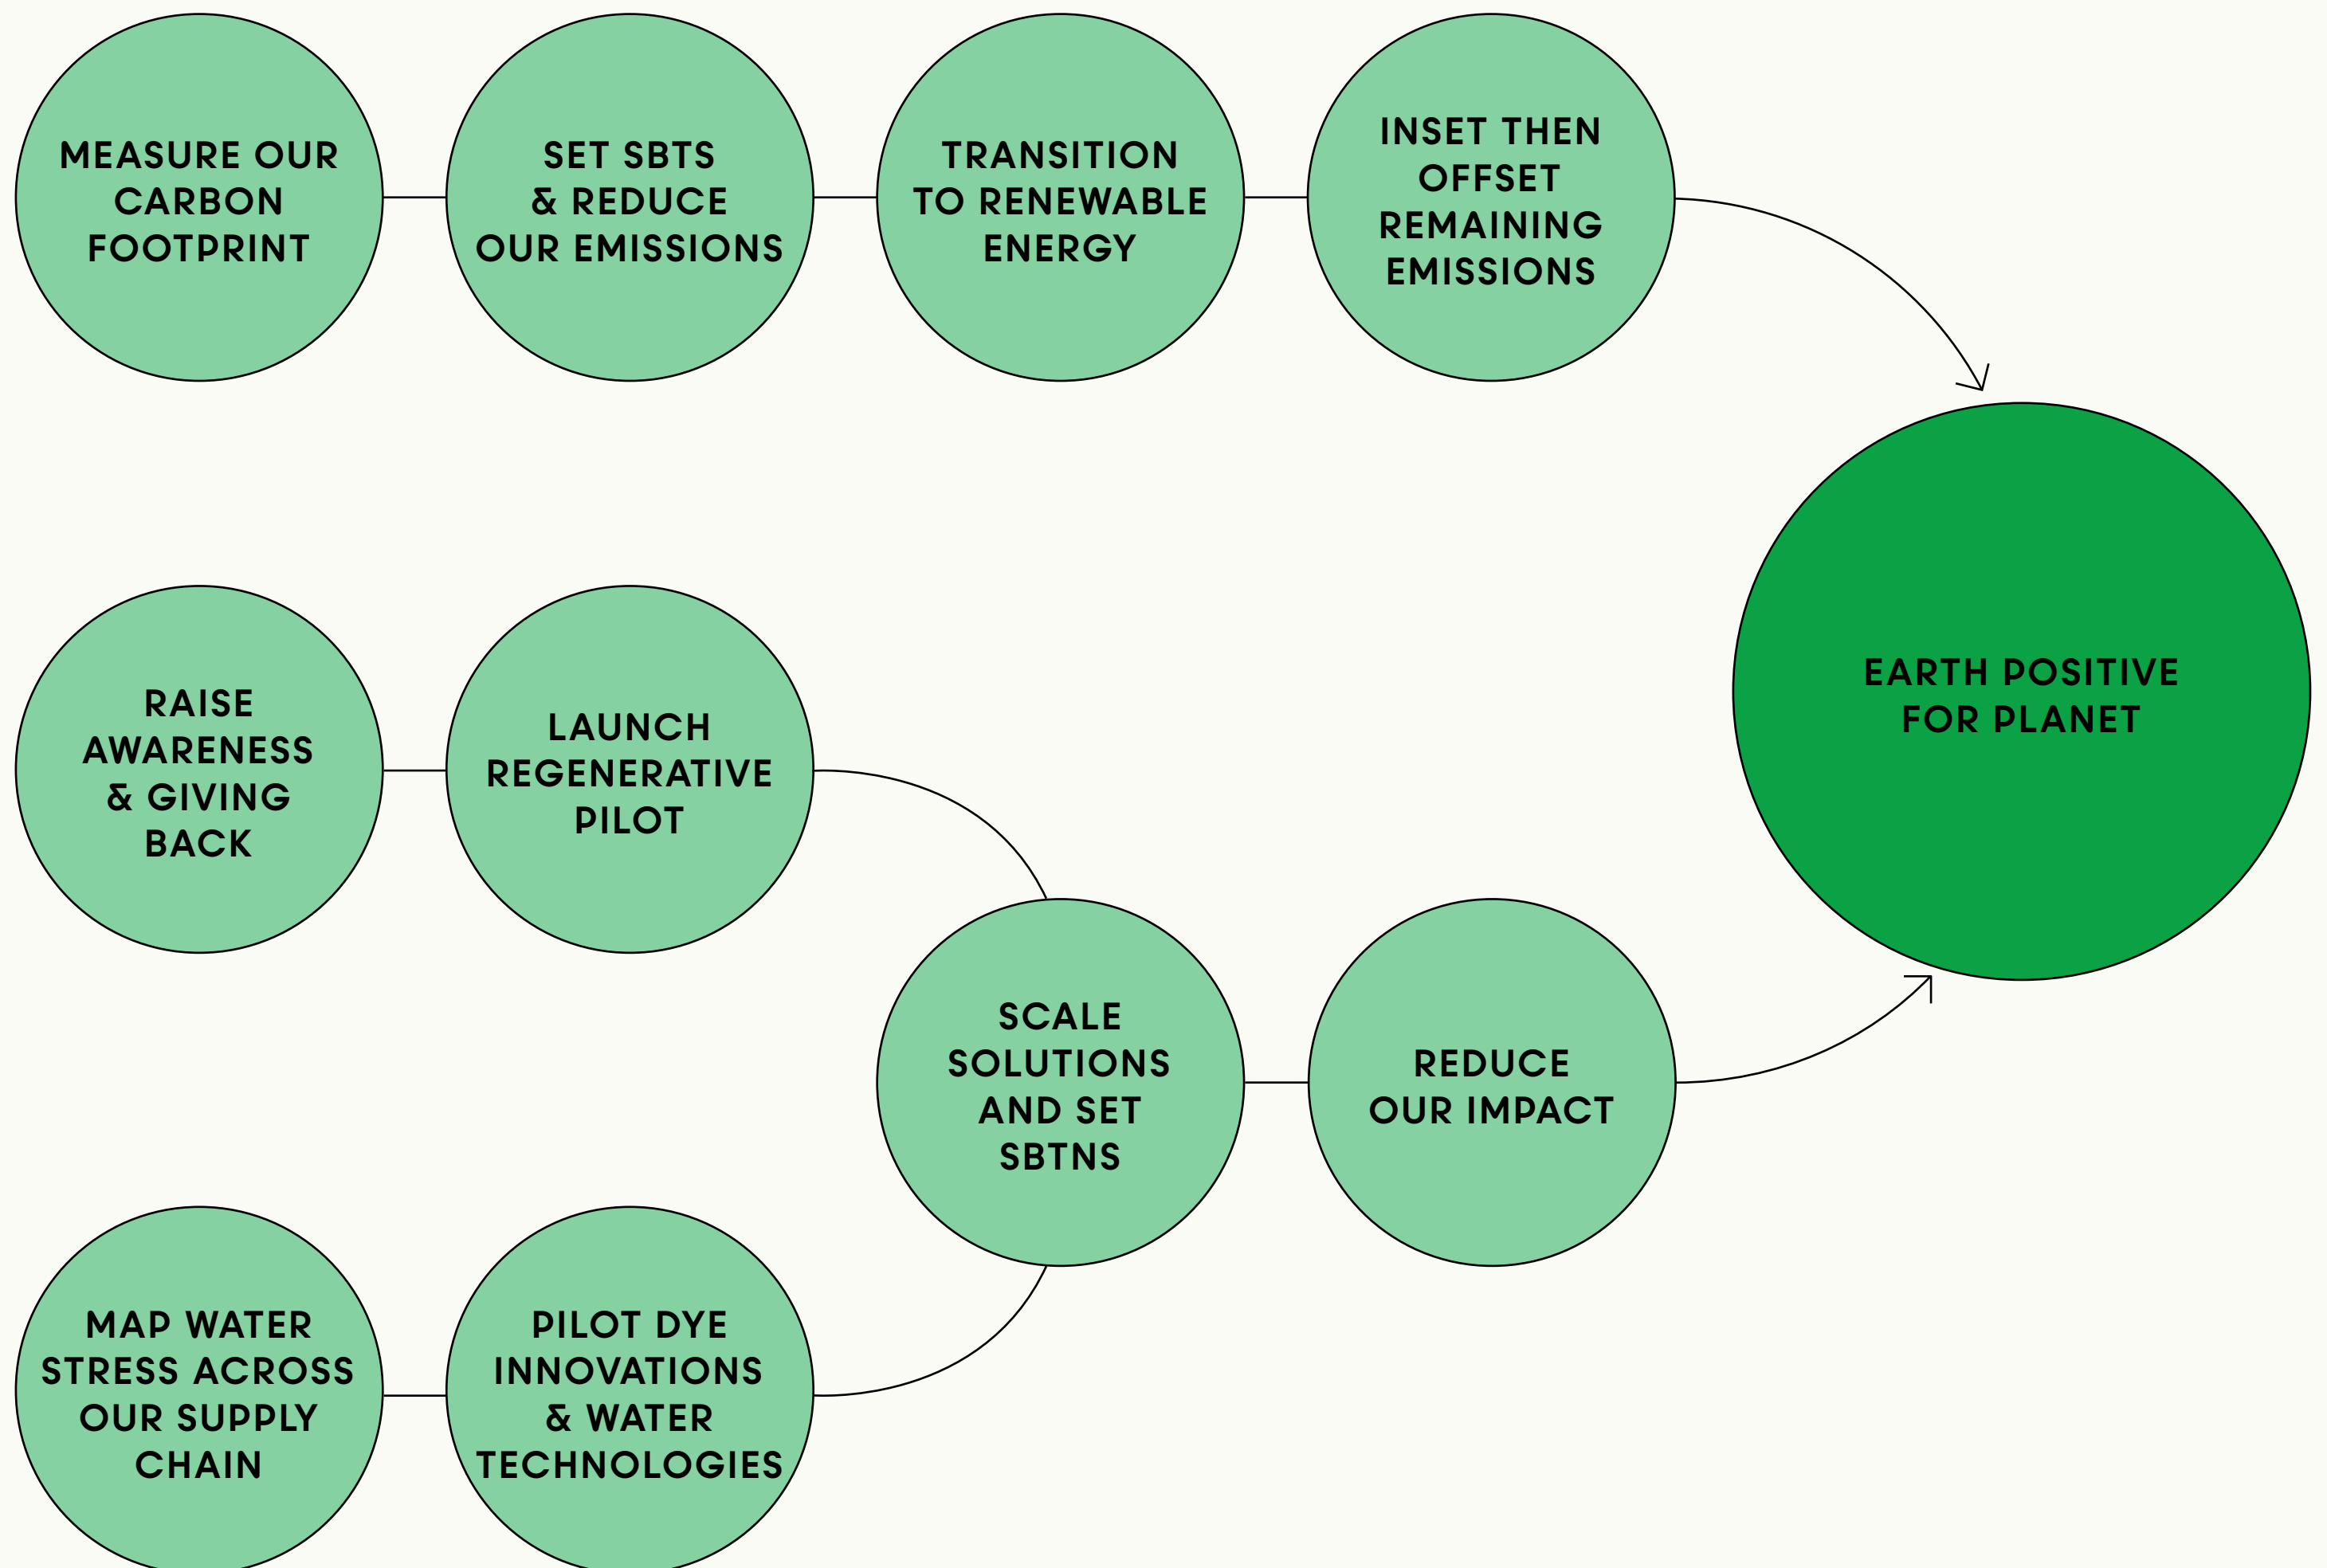 MEASURE OUR
CARBON
FOOTPRINT
SET SBTS
& REDUCE
OUR EMISSIONS
TRANSITION
TO RENEWABLE
ENERGY
INSET THEN
OFFSET
REMAINING
EMISSIONS
EARTH POSITIVE
FOR PLANET
RAISE
AWARENESS
& GIVING
BACK
LAUNCH
REGENERATIVE
PILOT
SCALE
SOLUTIONS
AND SET
SBTNS
REDUCE
OUR IMPACT
MAP WATER
STRESS ACROSS
OUR SUPPLY
CHAIN
PILOT DYE
INNOVATIONS
& WATER
TECHNOLOGIES